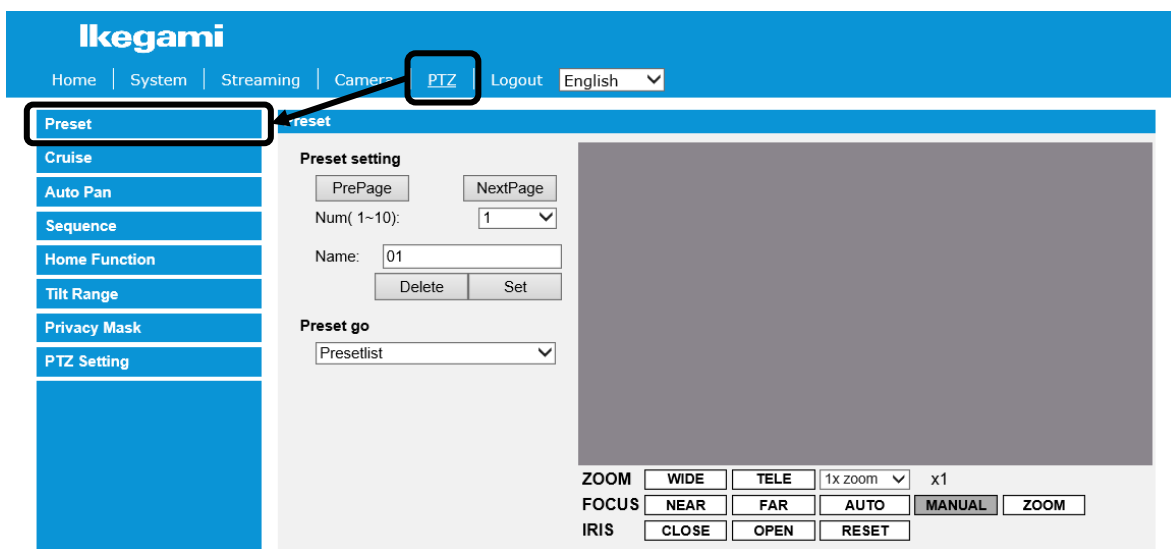 Ikegami
Home System Streaming Camera PTZ Logout English
Preset
Cruise
Auto Pan
Sequence
Home Function
Tilt Range
Privacy Mask
PTZ Setting
Preset
Preset setting
PrePage NextPage
Num( 1~10): 1
Name: 01
Delete Set
Preset go
Presetlist
ZOOM WIDE TELE 1x zoom x1
FOCUS NEAR FAR AUTO MANUAL ZOOM
IRIS CLOSE OPEN RESET